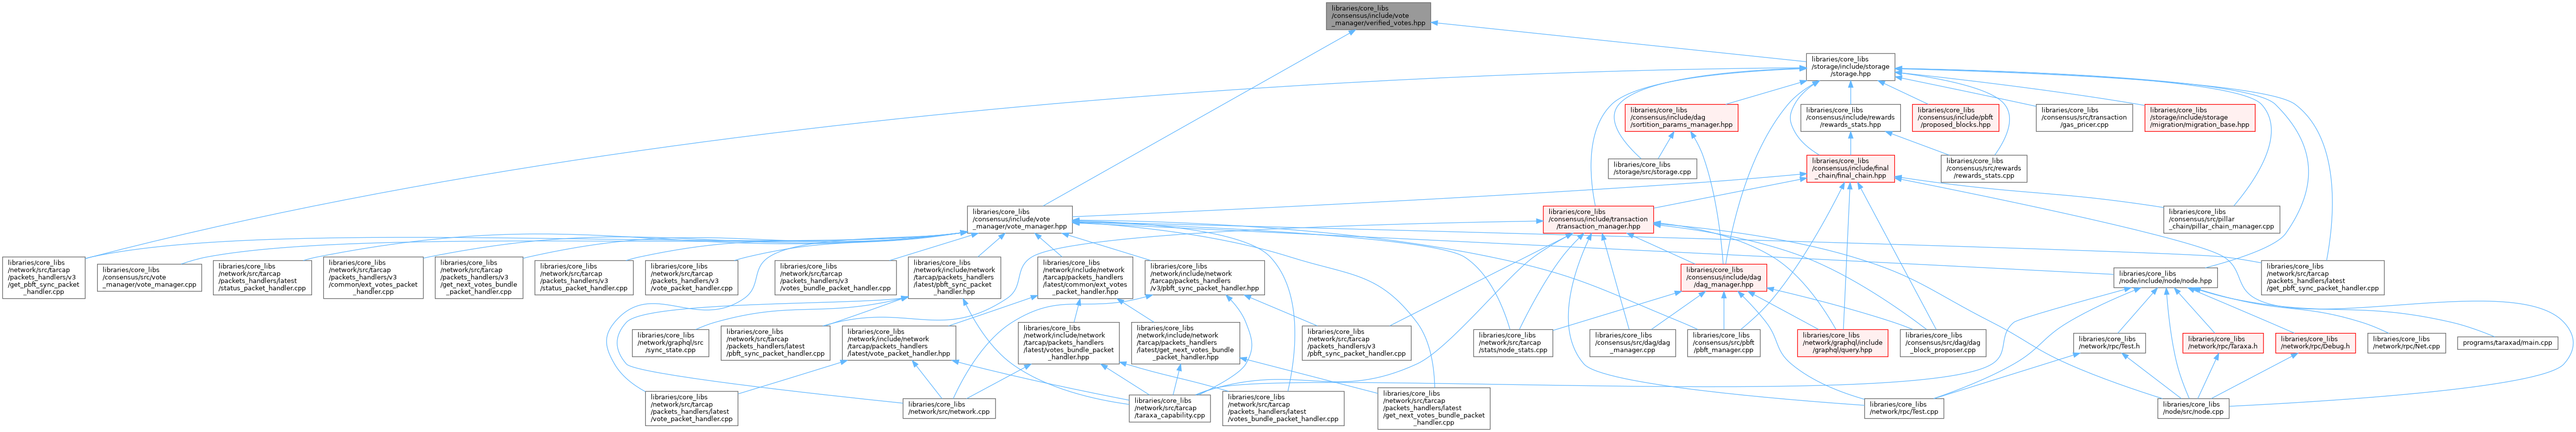 libraries/core_libs
/consensus/include/vote
_manager/verified_votes.hpp
libraries/core_libs
/storage/include/storage
/storage.hpp
libraries/core_libs
/consensus/include/dag
/sortition_params_manager.hpp
libraries/core_libs
/consensus/include/rewards
/rewards_stats.hpp
libraries/core_libs
/consensus/include/pbft
/proposed_blocks.hpp
libraries/core_libs
/consensus/src/transaction
/gas_pricer.cpp
libraries/core_libs
/storage/include/storage
/migration/migration_base.hpp
libraries/core_libs
/storage/src/storage.cpp
libraries/core_libs
/consensus/include/final
_chain/final_chain.hpp
libraries/core_libs
/consensus/src/rewards
/rewards_stats.cpp
libraries/core_libs
/consensus/include/vote
_manager/vote_manager.hpp
libraries/core_libs
/consensus/include/transaction
/transaction_manager.hpp
libraries/core_libs
/consensus/src/pillar
_chain/pillar_chain_manager.cpp
libraries/core_libs
/network/src/tarcap
/packets_handlers/v3
/get_pbft_sync_packet
_handler.cpp
libraries/core_libs
/consensus/src/vote
_manager/vote_manager.cpp
libraries/core_libs
/network/src/tarcap
/packets_handlers/latest
/status_packet_handler.cpp
libraries/core_libs
/network/src/tarcap
/packets_handlers/v3
/common/ext_votes_packet
_handler.cpp
libraries/core_libs
/network/src/tarcap
/packets_handlers/v3
/get_next_votes_bundle
_packet_handler.cpp
libraries/core_libs
/network/src/tarcap
/packets_handlers/v3
/status_packet_handler.cpp
libraries/core_libs
/network/src/tarcap
/packets_handlers/v3
/vote_packet_handler.cpp
libraries/core_libs
/network/src/tarcap
/packets_handlers/v3
/votes_bundle_packet_handler.cpp
libraries/core_libs
/network/include/network
/tarcap/packets_handlers
/latest/pbft_sync_packet
_handler.hpp
libraries/core_libs
/network/include/network
/tarcap/packets_handlers
/latest/common/ext_votes
_packet_handler.hpp
libraries/core_libs
/network/include/network
/tarcap/packets_handlers
/v3/pbft_sync_packet_handler.hpp
libraries/core_libs
/consensus/include/dag
/dag_manager.hpp
libraries/core_libs
/node/include/node/node.hpp
libraries/core_libs
/network/src/tarcap
/packets_handlers/latest
/get_pbft_sync_packet_handler.cpp
libraries/core_libs
/network/graphql/src
/sync_state.cpp
libraries/core_libs
/network/src/tarcap
/packets_handlers/latest
/pbft_sync_packet_handler.cpp
libraries/core_libs
/network/include/network
/tarcap/packets_handlers
/latest/vote_packet_handler.hpp
libraries/core_libs
/network/include/network
/tarcap/packets_handlers
/latest/votes_bundle_packet
_handler.hpp
libraries/core_libs
/network/include/network
/tarcap/packets_handlers
/latest/get_next_votes_bundle
_packet_handler.hpp
libraries/core_libs
/network/src/tarcap
/packets_handlers/v3
/pbft_sync_packet_handler.cpp
libraries/core_libs
/network/src/tarcap
/stats/node_stats.cpp
libraries/core_libs
/consensus/src/dag/dag
_manager.cpp
libraries/core_libs
/consensus/src/pbft
/pbft_manager.cpp
libraries/core_libs
/network/graphql/include
/graphql/query.hpp
libraries/core_libs
/consensus/src/dag/dag
_block_proposer.cpp
libraries/core_libs
/network/rpc/Test.h
libraries/core_libs
/network/rpc/Taraxa.h
libraries/core_libs
/network/rpc/Debug.h
libraries/core_libs
/network/rpc/Net.cpp
programs/taraxad/main.cpp
libraries/core_libs
/network/src/tarcap
/packets_handlers/latest
/vote_packet_handler.cpp
libraries/core_libs
/network/src/network.cpp
libraries/core_libs
/network/src/tarcap
/taraxa_capability.cpp
libraries/core_libs
/network/src/tarcap
/packets_handlers/latest
/votes_bundle_packet_handler.cpp
libraries/core_libs
/network/src/tarcap
/packets_handlers/latest
/get_next_votes_bundle_packet
_handler.cpp
libraries/core_libs
/network/rpc/Test.cpp
libraries/core_libs
/node/src/node.cpp